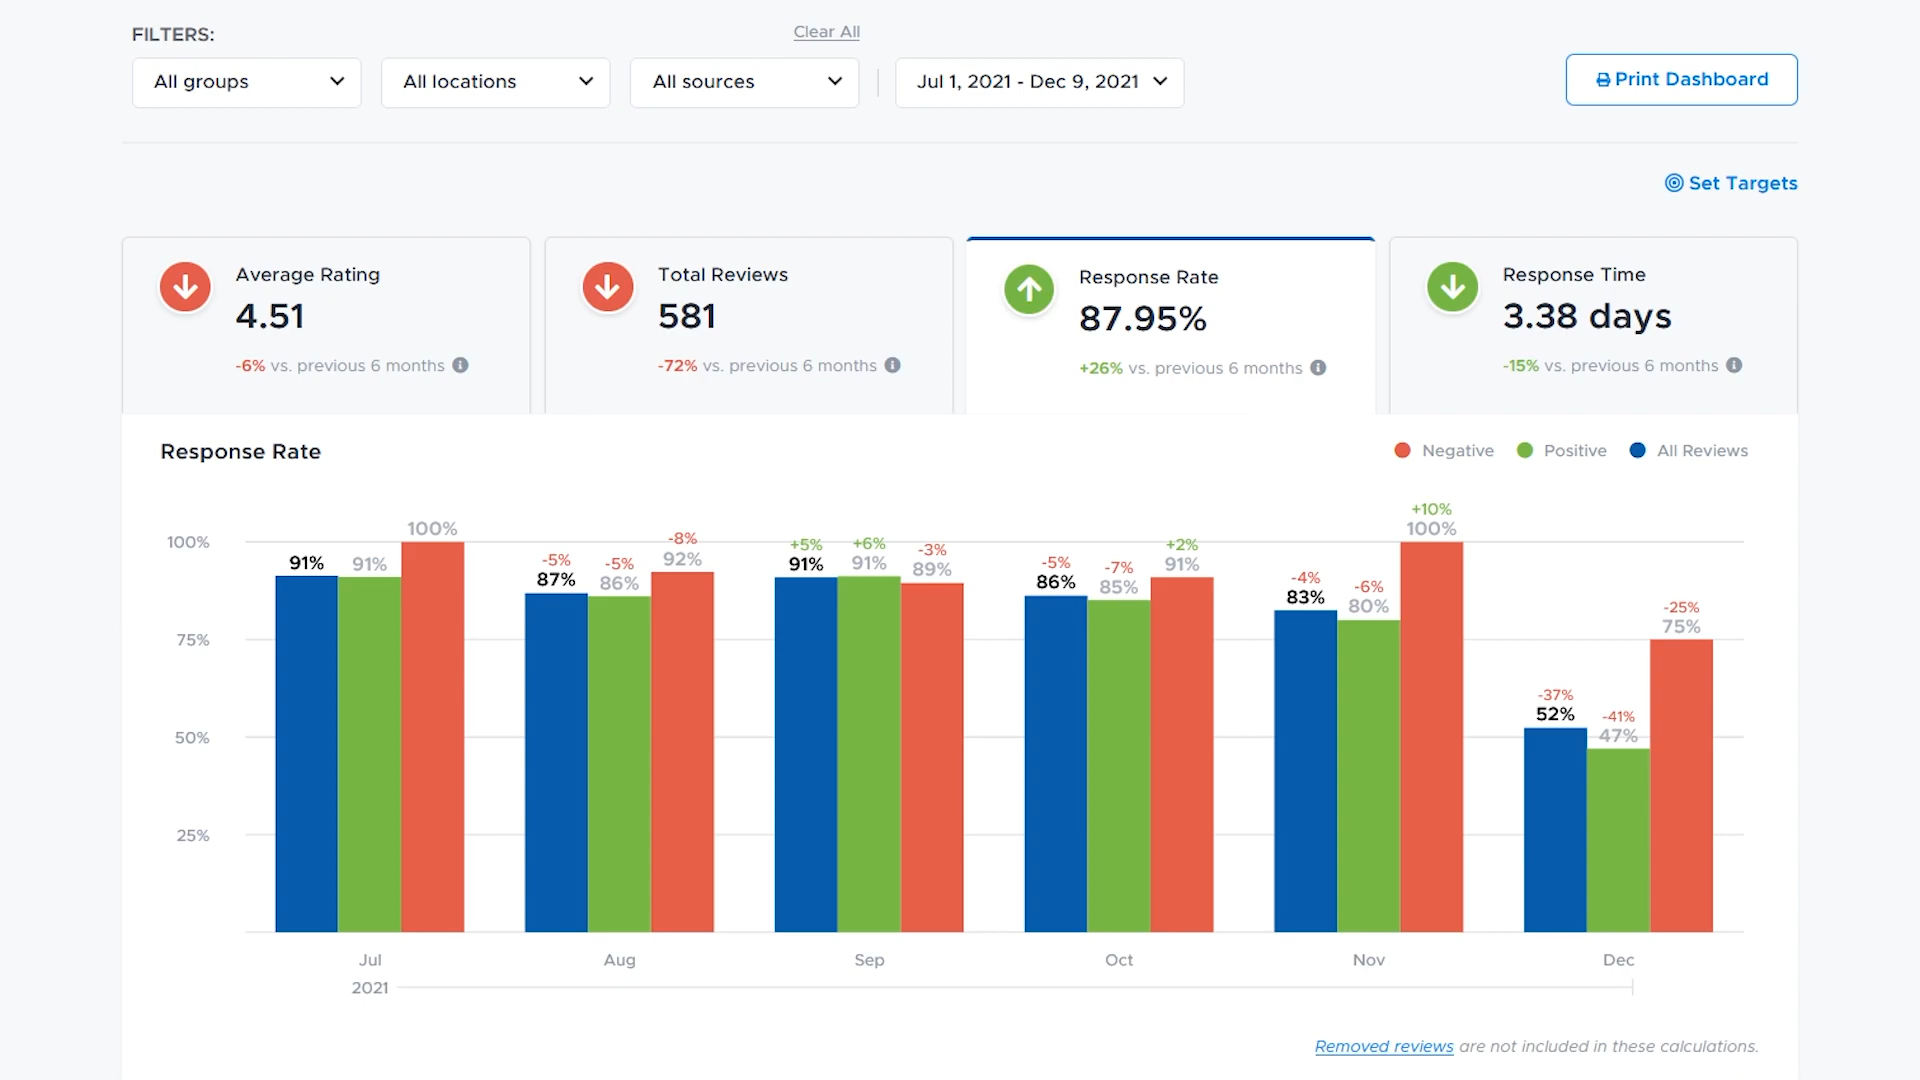 FILTERS:
Clear All
All groups
All locations
All sources
Jul 1, 2021 - Dec 9, 2021
Print Dashboard
Set Targets
Average Rating
4.51
-6% vs. previous 6 months
Total Reviews
581
-72% vs. previous 6 months
Response Rate
87.95%
+26% vs. previous 6 months
Response Time
3.38 days
-15% vs. previous 6 months
Response Rate
Negative
Positive
All Reviews
100%
75%
50%
25%
91%
91%
100%
-5%
87%
-5%
86%
-8%
92%
+5%
91%
+6%
91%
-3%
89%
-5%
86%
-7%
85%
+2%
91%
-4%
83%
-6%
80%
+10%
100%
-37%
52%
-41%
47%
-25%
75%
Jul
Aug
Sep
Oct
Nov
Dec
2021
Removed reviews are not included in these calculations.